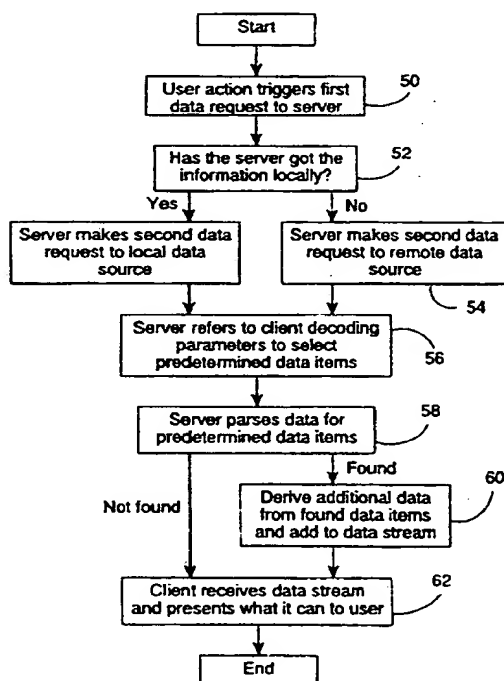 Start
User action triggers first
data request to server
50
Has the server got the
information locally?
52
Yes
No
Server makes second data
request to local data
source
Server makes second data
request to remote data
source
54
Server refers to client decoding
parameters to select
predetermined data items
56
Server parses data for
predetermined data items
58
Not found
Found
Derive additional data
from found data items
and add to data stream
60
Client receives data stream
and presents what it can to user
62
End